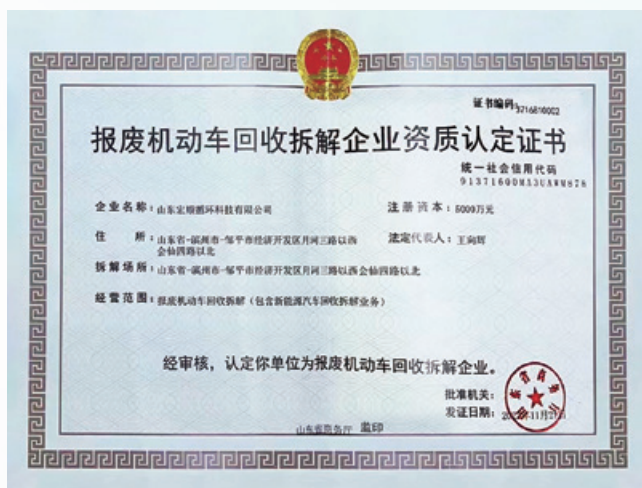 证书编码:3716810002
报废机动车回收拆解企业资质认定证书
统一社会信用代码
91371600MA3UAWM878
企业名称:山东宏顺循环科技有限公司
注册资本:5000万元
住 所:山东省-滨州市-邹平市经济开发区月河三路以西
会仙四路以北
法定代表人:王向辉
拆解场所:山东省-滨州市-邹平市经济开发区月河三路以西会仙四路以北
经营范围:报废机动车回收拆解(包含新能源汽车回收拆解业务)
经审核,认定你单位为报废机动车回收拆解企业。
批准机关:
山东省商务厅
发证日期:
山东省商务厅 监印